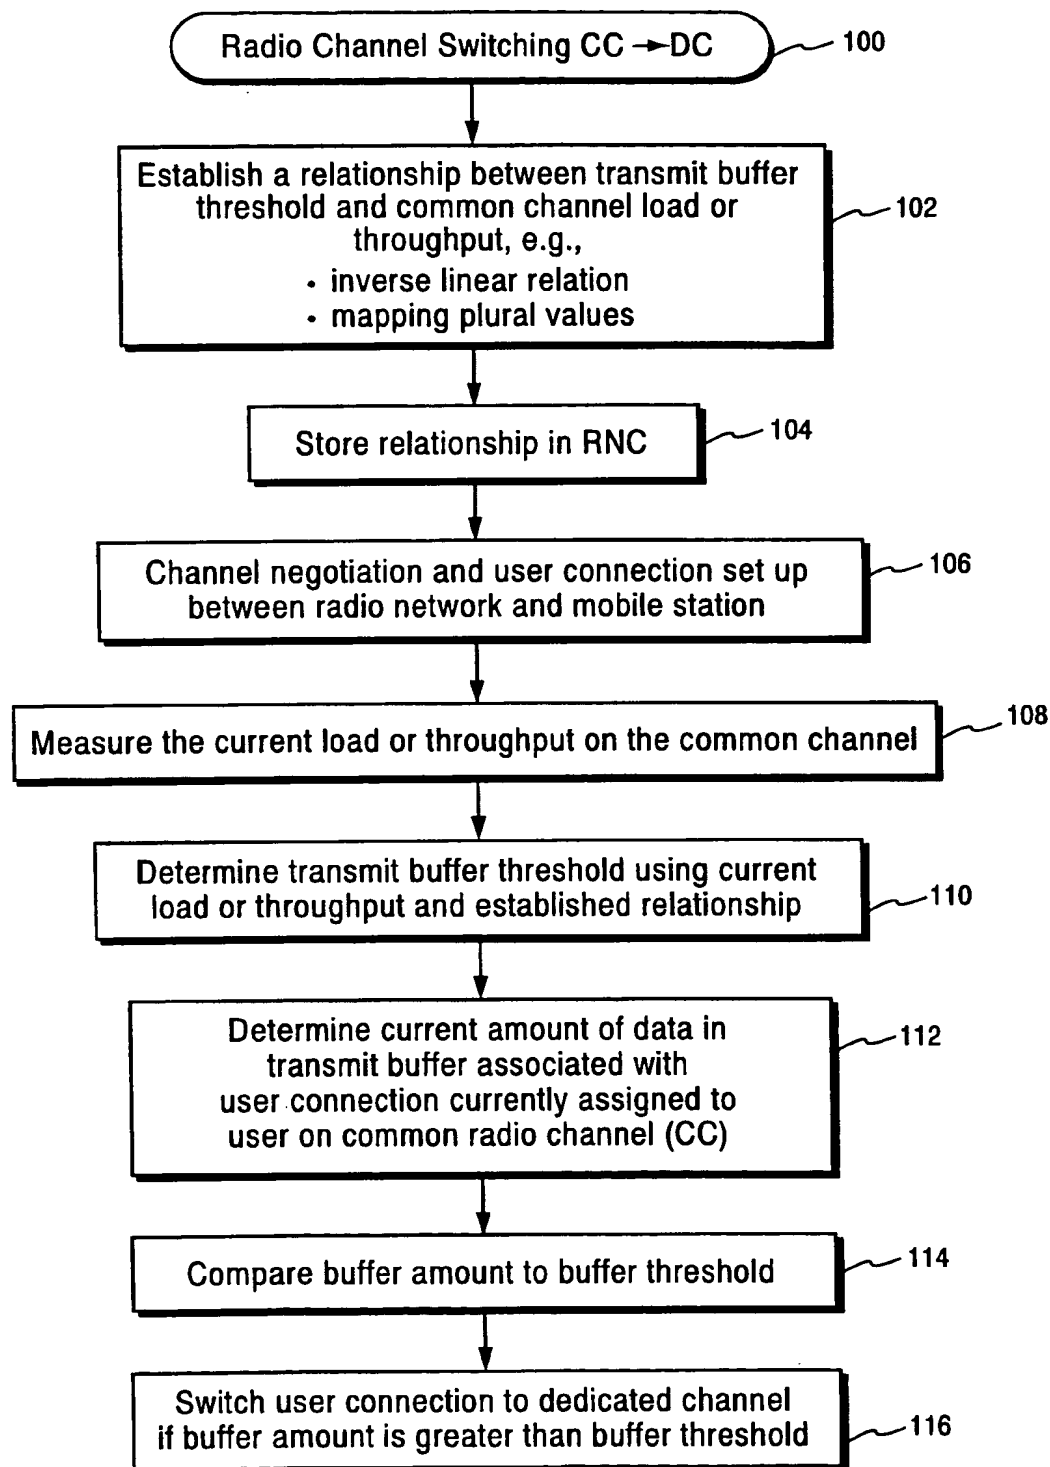 Radio Channel Switching CC → DC
100
Establish a relationship between transmit buffer
threshold and common channel load or
throughput, e.g.,
• inverse linear relation
• mapping plural values
102
Store relationship in RNC
104
Channel negotiation and user connection set up
between radio network and mobile station
106
Measure the current load or throughput on the common channel
108
Determine transmit buffer threshold using current
load or throughput and established relationship
110
Determine current amount of data in
transmit buffer associated with
user connection currently assigned to
user on common radio channel (CC)
112
Compare buffer amount to buffer threshold
114
Switch user connection to dedicated channel
if buffer amount is greater than buffer threshold
116